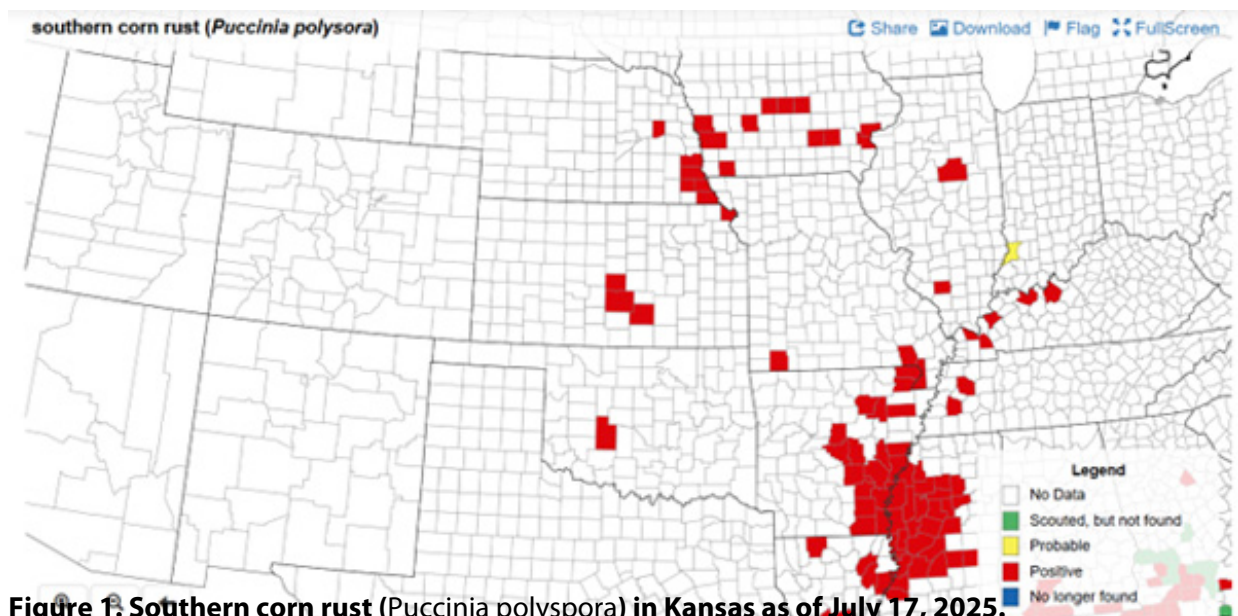 southern corn rust (Puccinia polysora)
Share Download Flag FullScreen
Legend
No Data
Scouted, but not found
Probable
Positive
No longer found
Figure 1. Southern corn rust (Puccinia polyspora) in Kansas as of July 17, 2025.